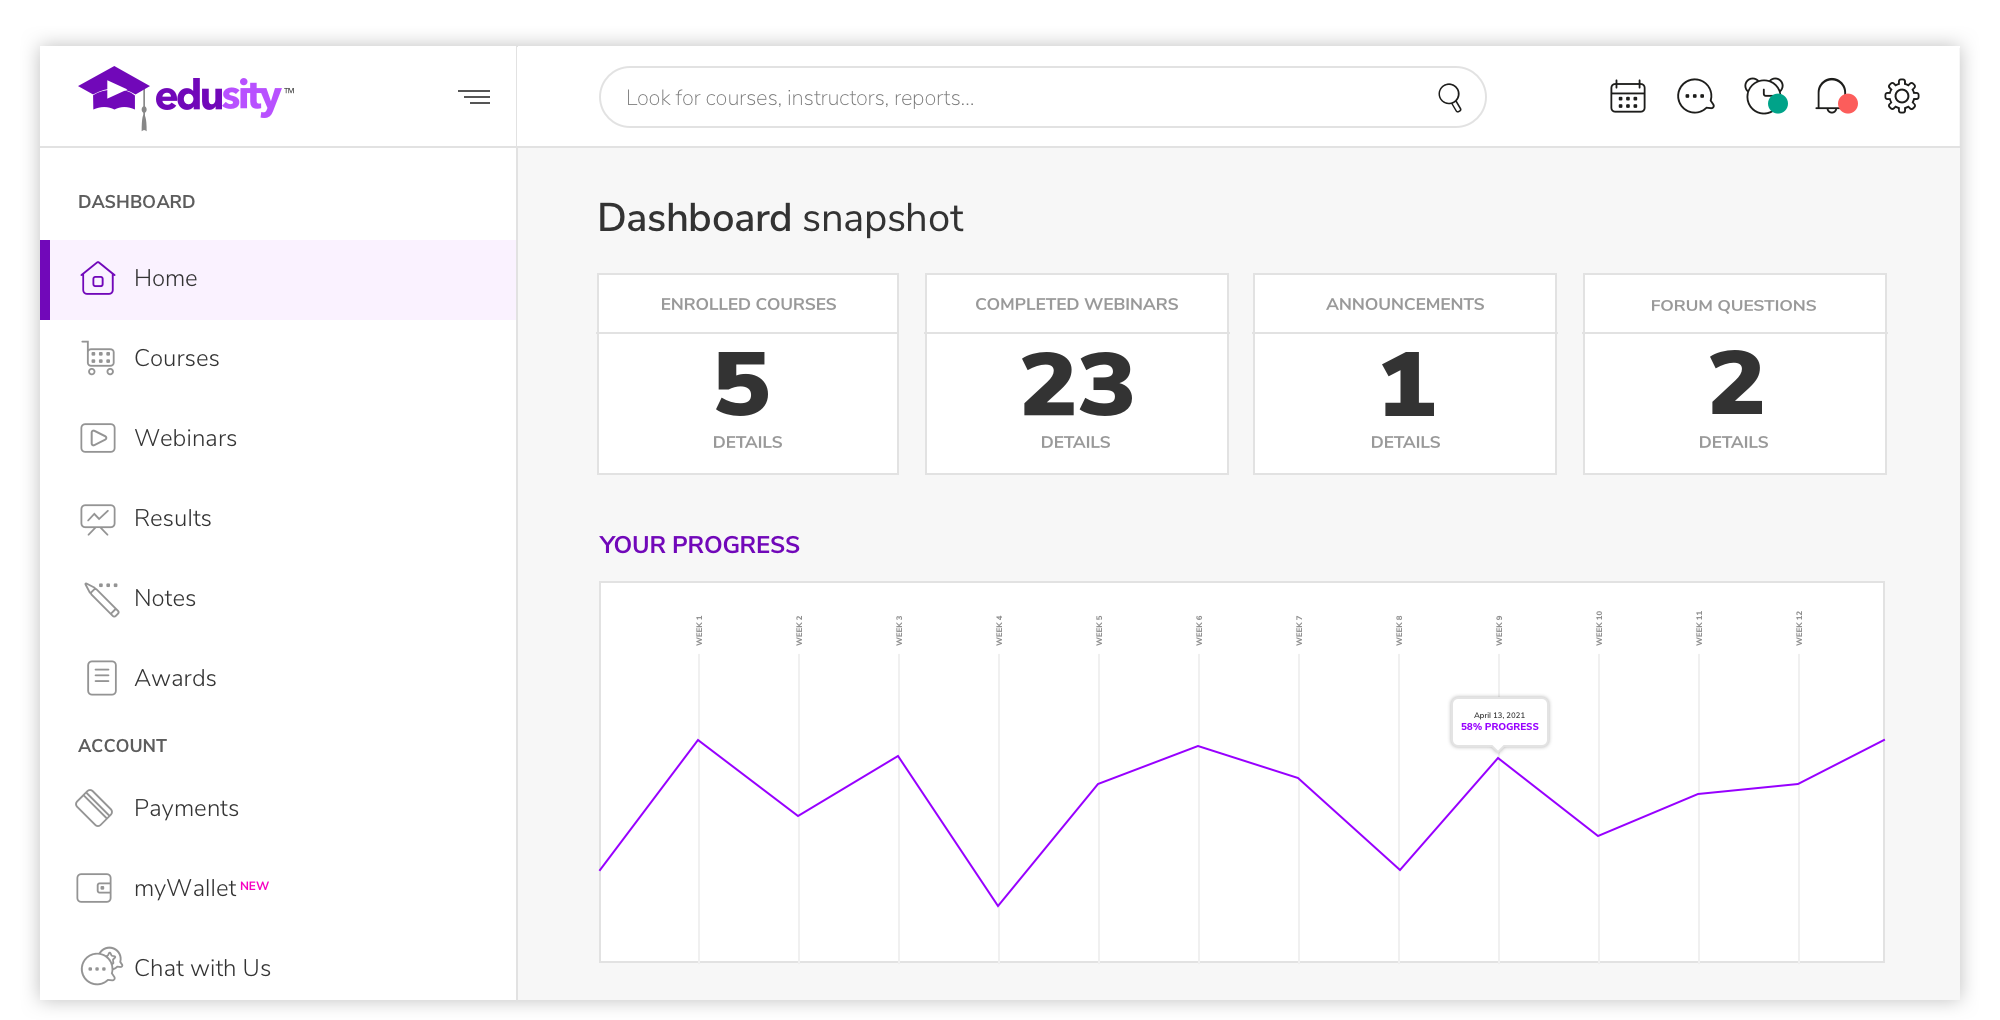 edusity™
Look for courses, instructors, reports...
DASHBOARD
Home
Courses
Webinars
Results
Notes
Awards
ACCOUNT
Payments
myWallet NEW
Chat with Us
Dashboard snapshot
ENROLLED COURSES
5
DETAILS
COMPLETED WEBINARS
23
DETAILS
ANNOUNCEMENTS
1
DETAILS
FORUM QUESTIONS
2
DETAILS
YOUR PROGRESS
WEEK 1
WEEK 2
WEEK 3
WEEK 4
WEEK 5
WEEK 6
WEEK 7
WEEK 8
WEEK 9
WEEK 10
WEEK 11
WEEK 12
April 13, 2021
58% PROGRESS